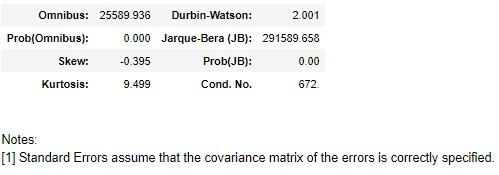 Omnibus: 25589.936 Durbin-Watson: 2.001
Prob(Omnibus): 0.000 Jarque-Bera (JB): 291589.658
Skew: -0.395 Prob(JB): 0.00
Kurtosis: 9.499 Cond. No. 672.
Notes:
[1] Standard Errors assume that the covariance matrix of the errors is correctly specified.